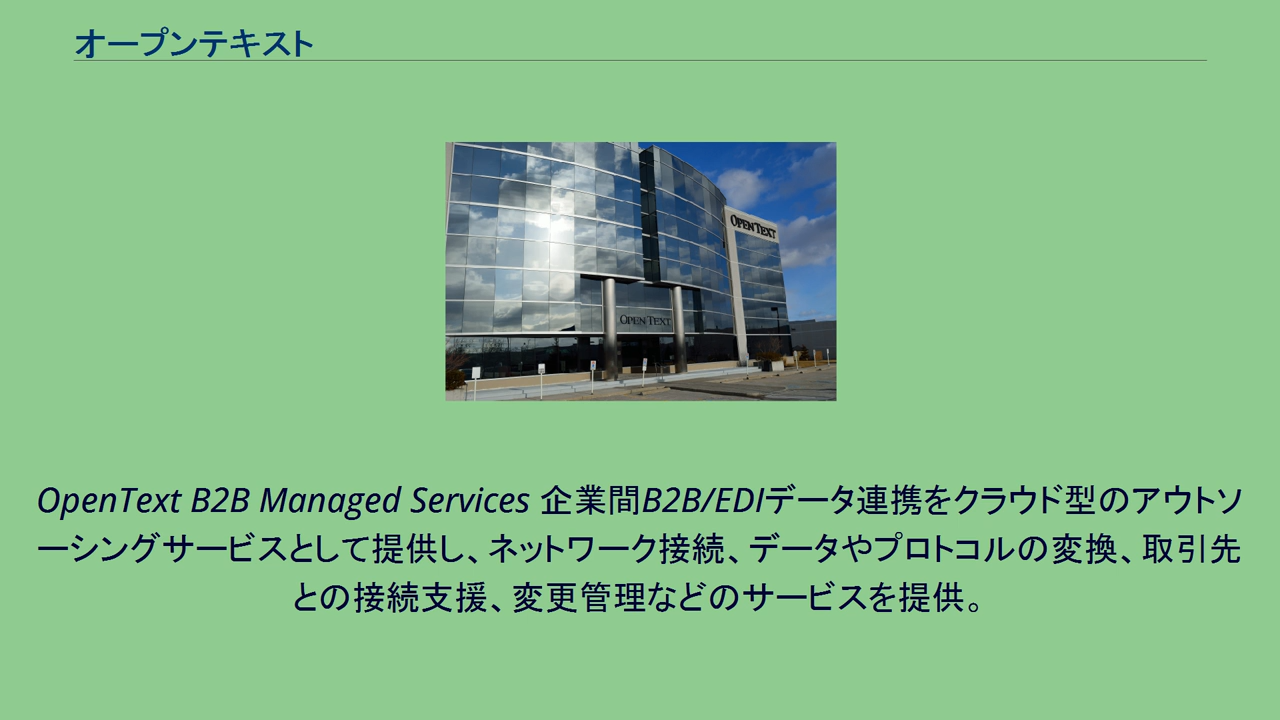 オープンテキスト
OPENTEXT
OPENTEXT
OpenText B2B Managed Services 企業間B2B/EDIデータ連携をクラウド型のアウトソ
ーシングサービスとして提供し、ネットワーク接続、データやプロトコルの変換、取引先
との接続支援、変更管理などのサービスを提供。